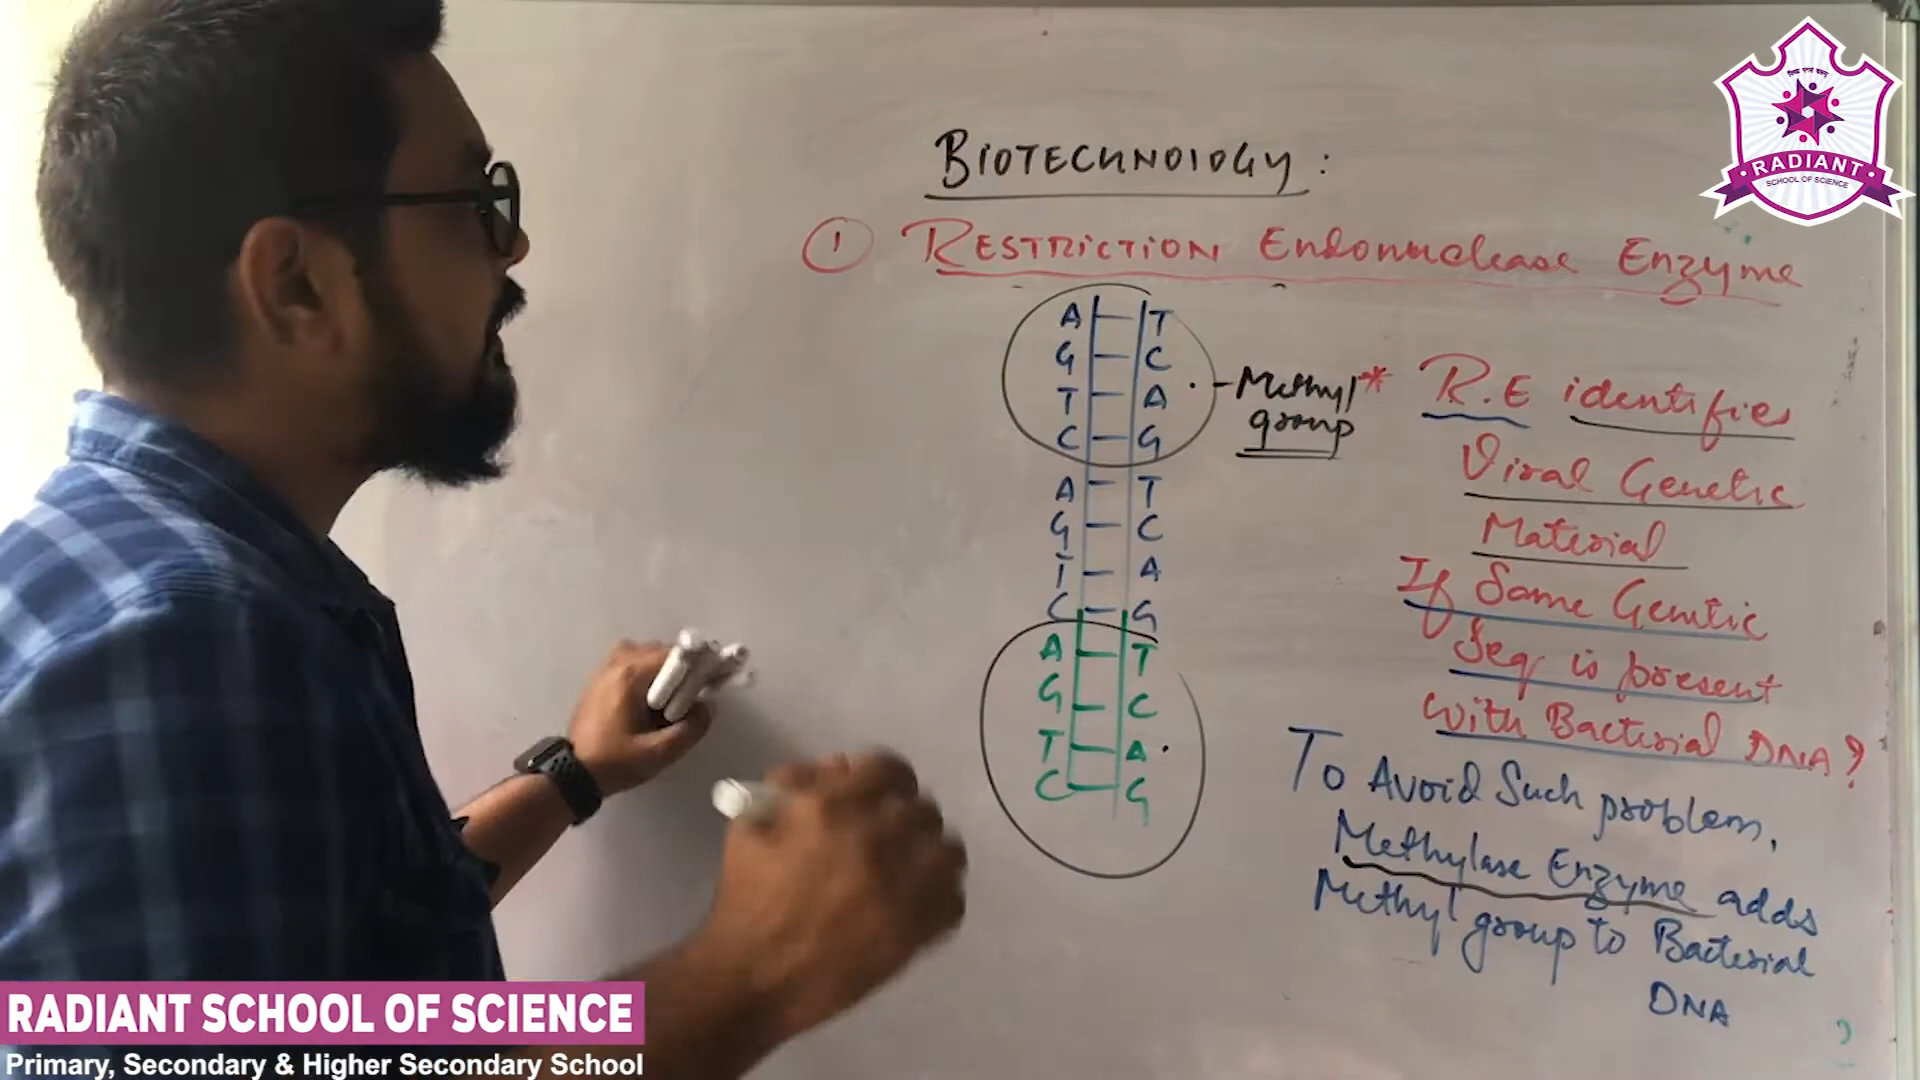 BIOTECHNOLOGY :
① RESTRICTION Endonuclease Enzyme
A T
G C
T A
C G
A T
G C
T A
C G
A T
G C
T A
C G
Methyl
group
* R.E identifies
Viral Genetic
Material
If Same Genetic
Seq is present
with Bacterial DNA ?
To Avoid Such problem,
Methylase Enzyme adds
Methyl group to Bacterial
DNA
RADIANT
SCHOOL OF SCIENCE
RADIANT SCHOOL OF SCIENCE
Primary, Secondary & Higher Secondary School